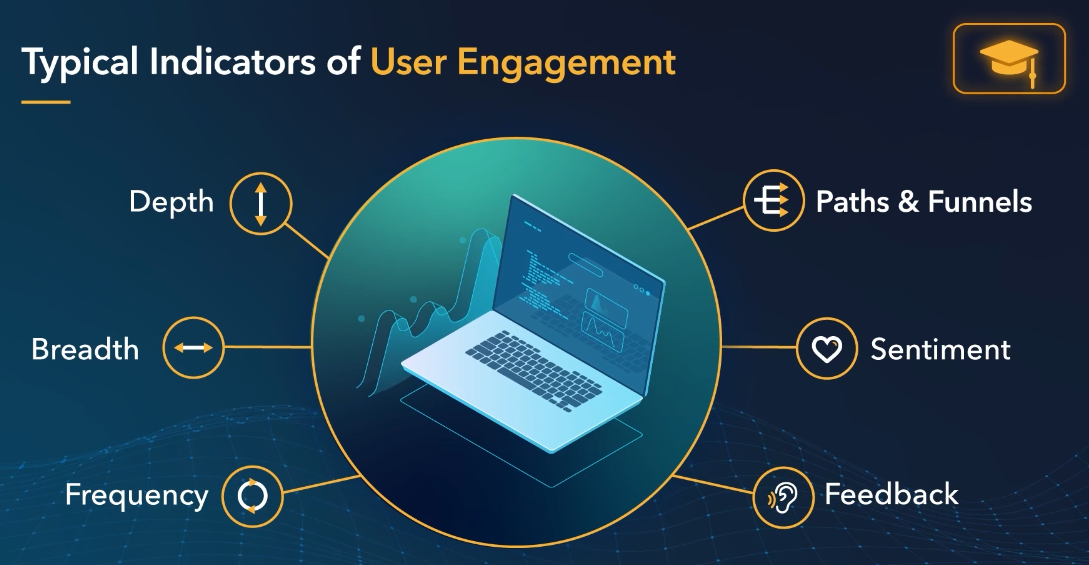 Typical Indicators of User Engagement
Depth
Breadth
Frequency
Paths & Funnels
Sentiment
Feedback